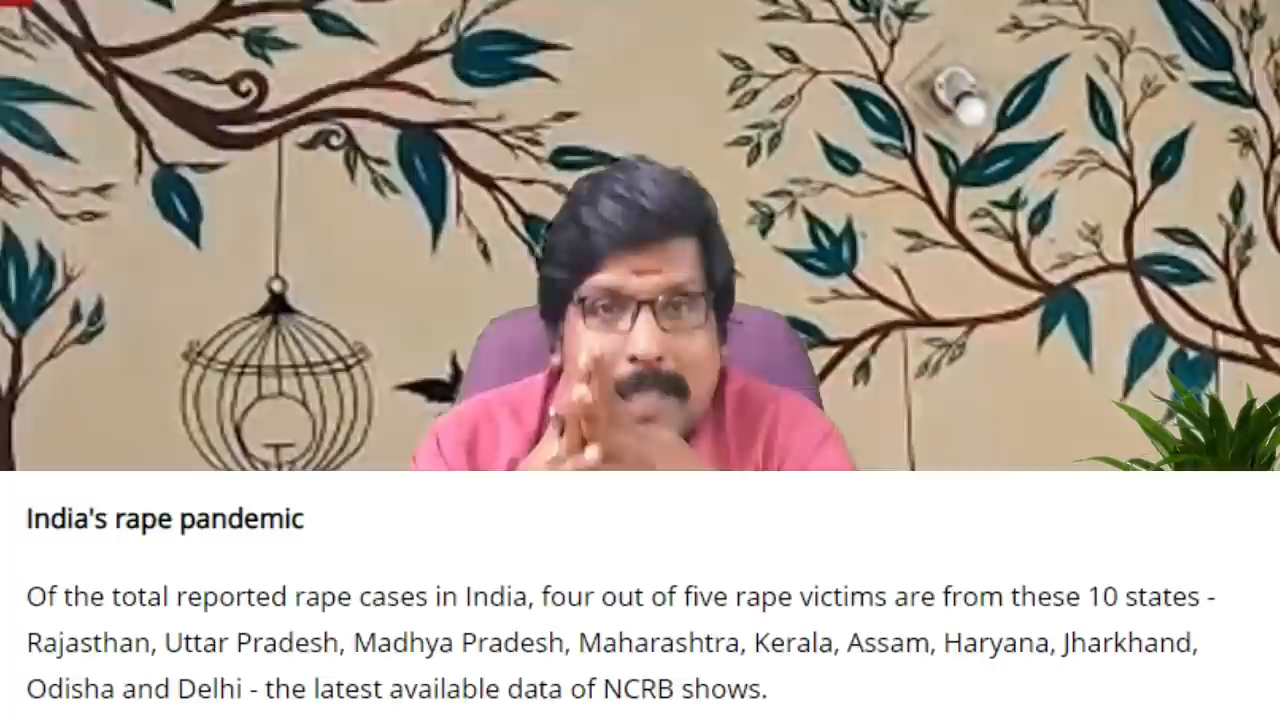 India's rape pandemic
Of the total reported rape cases in India, four out of five rape victims are from these 10 states -
Rajasthan, Uttar Pradesh, Madhya Pradesh, Maharashtra, Kerala, Assam, Haryana, Jharkhand,
Odisha and Delhi - the latest available data of NCRB shows.